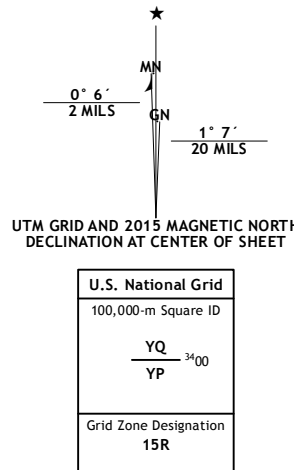 ★
MN
0° 6´
2 MILS
GN
1° 7´
20 MILS
UTM GRID AND 2015 MAGNETIC NORTH
DECLINATION AT CENTER OF SHEET
U.S. National Grid
100,000-m Square ID
YQ
3400
YP
Grid Zone Designation
15R